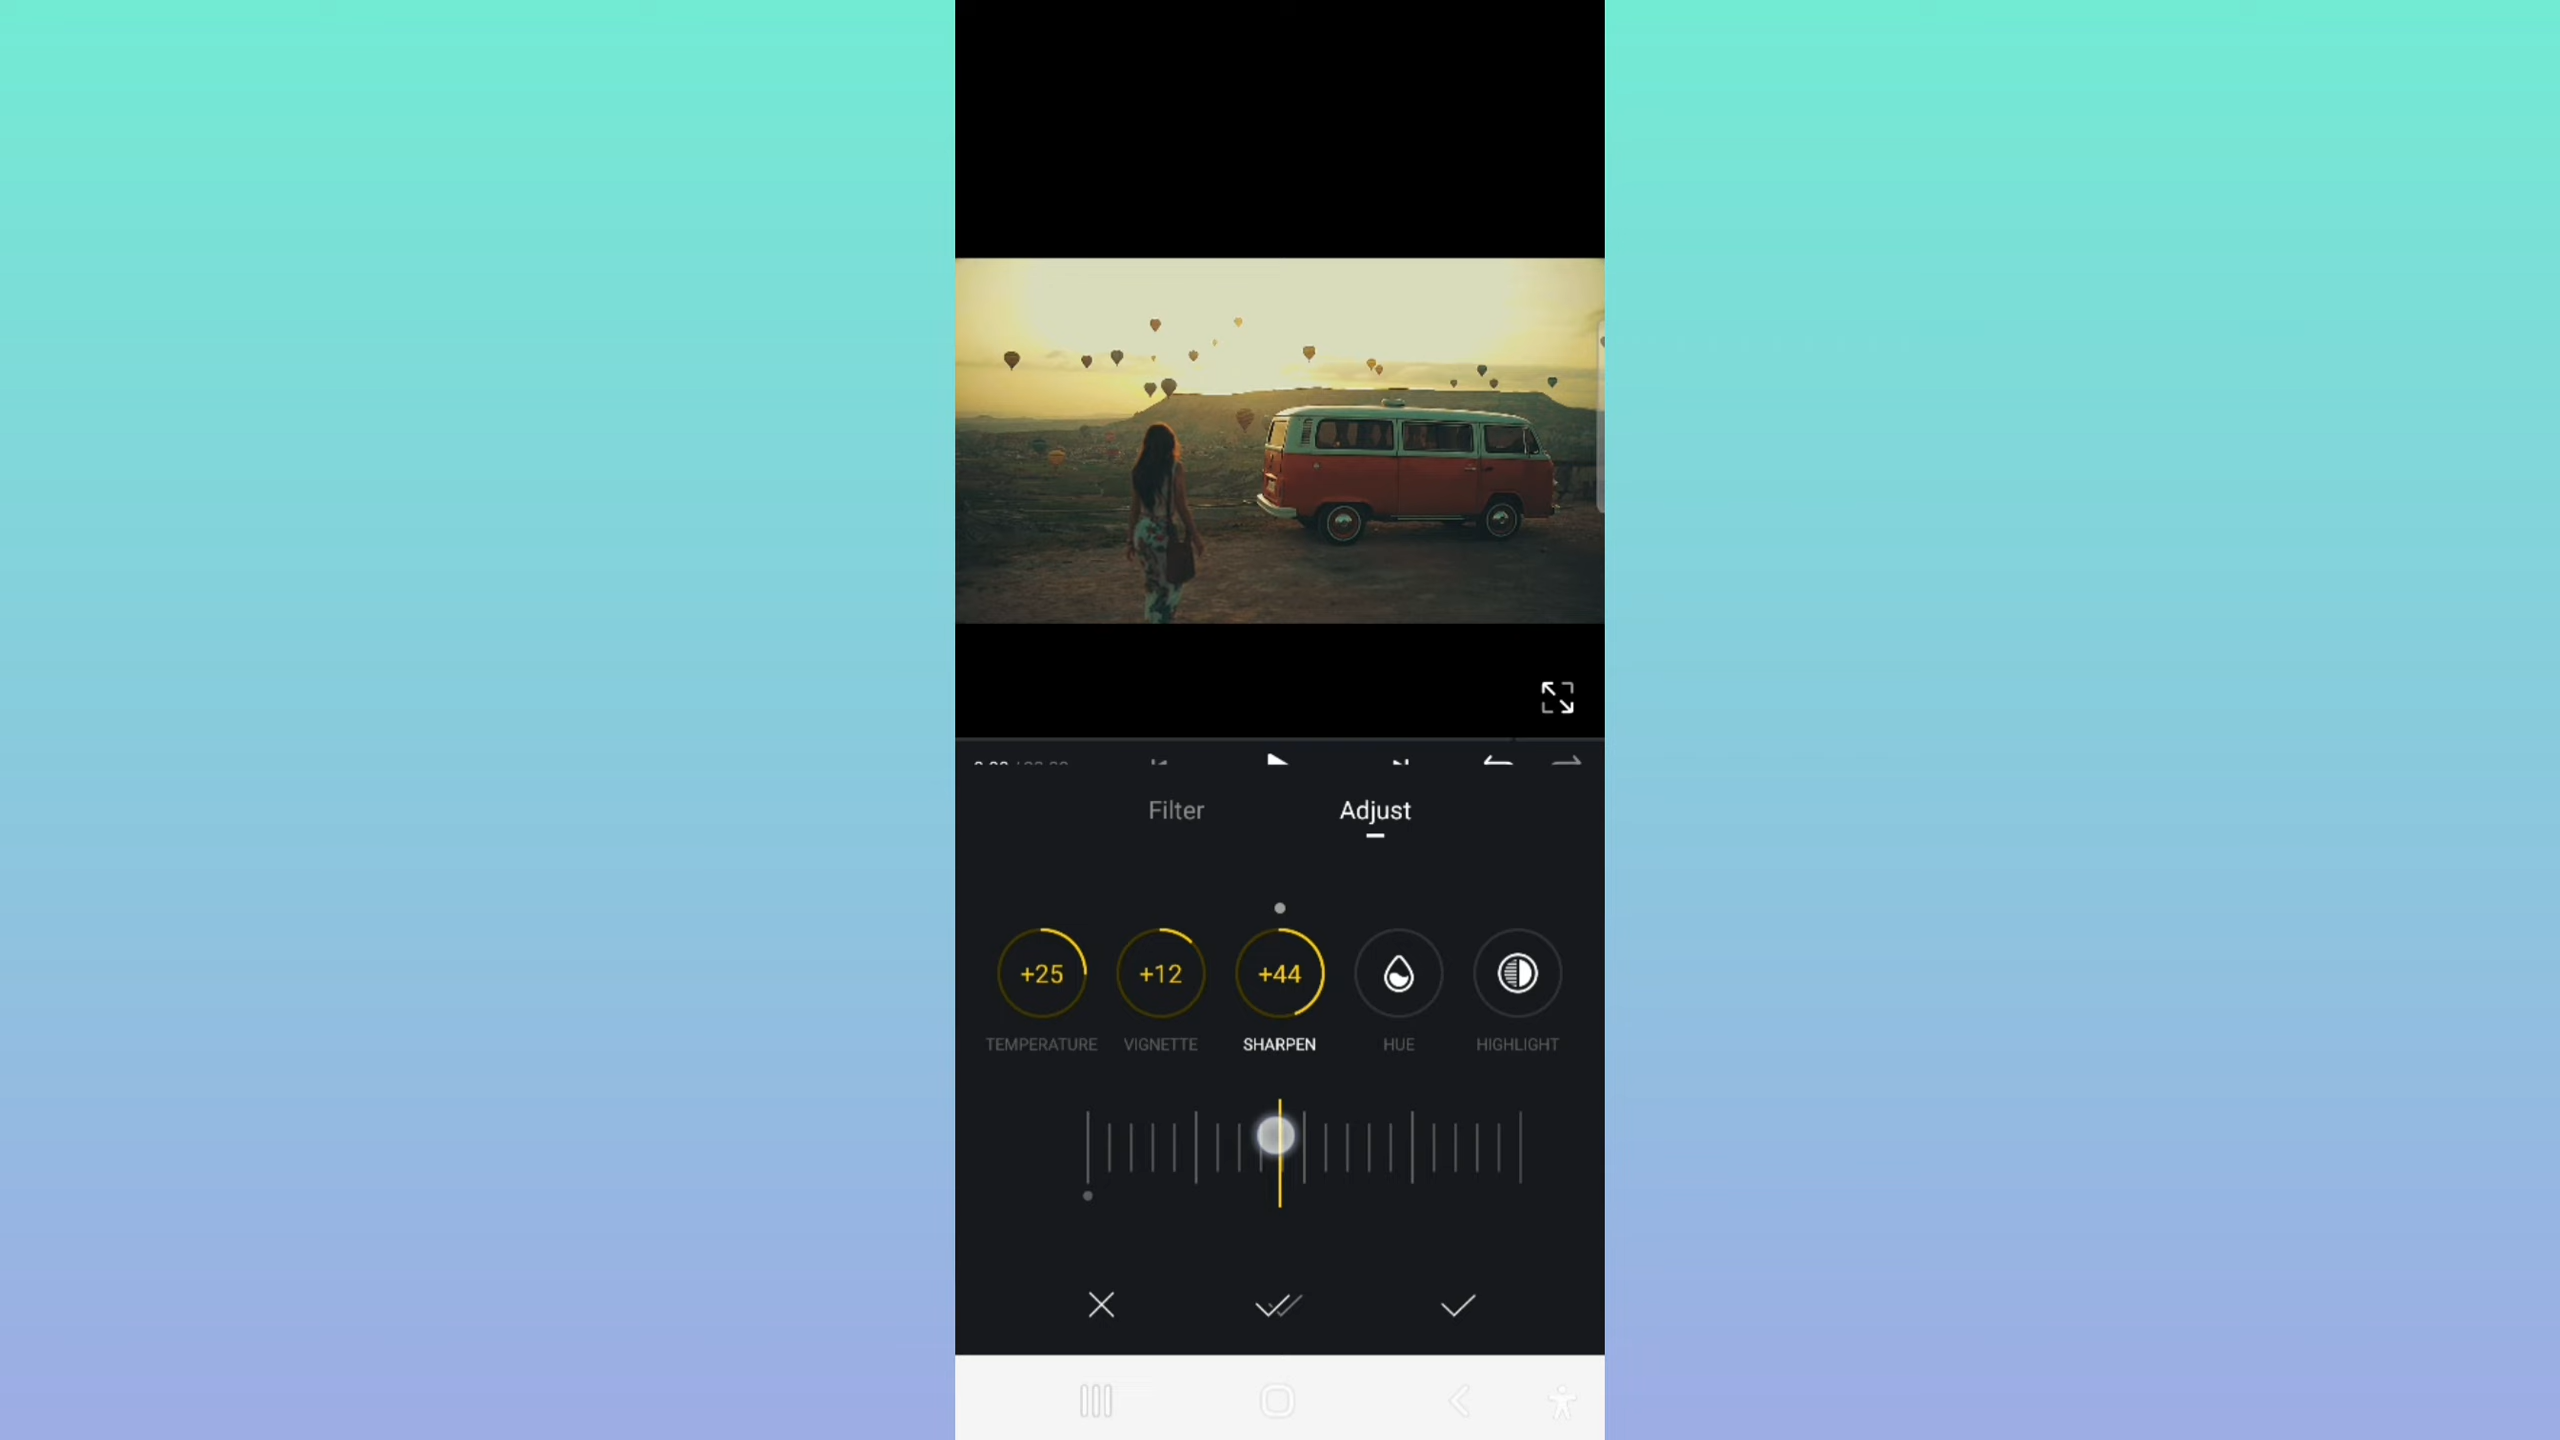 Filter Adjust
+25 +12 +44
TEMPERATURE VIGNETTE SHARPEN HUE HIGHLIGHT